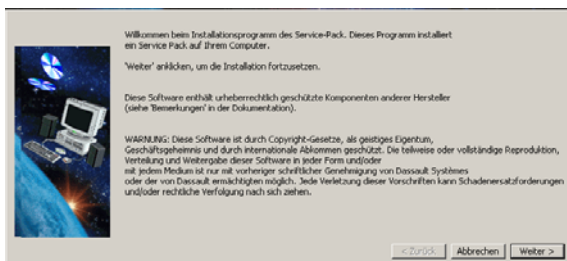 Willkommen beim Installationsprogramm des Service-Pack. Dieses Programm installiert
ein Service Pack auf Ihrem Computer.
'Weiter' anklicken, um die Installation fortzusetzen.
Diese Software enthält urheberrechtlich geschützte Komponenten anderer Hersteller
(siehe 'Bemerkungen' in der Dokumentation).
WARNUNG: Diese Software ist durch Copyright-Gesetze, als geistiges Eigentum,
Geschäftsgeheimnis und durch internationale Abkommen geschützt. Die teilweise oder vollständige Reproduktion,
Verteilung und Weitergabe dieser Software in jeder Form und/oder
mit jedem Medium ist nur mit vorheriger schriftlicher Genehmigung von Dassault Systèmes
oder der von Dassault ermächtigten möglich. Jede Verletzung dieser Vorschriften kann Schadenersatzforderungen
und/oder rechtliche Verfolgung nach sich ziehen.
< Zurück Abbrechen Weiter >